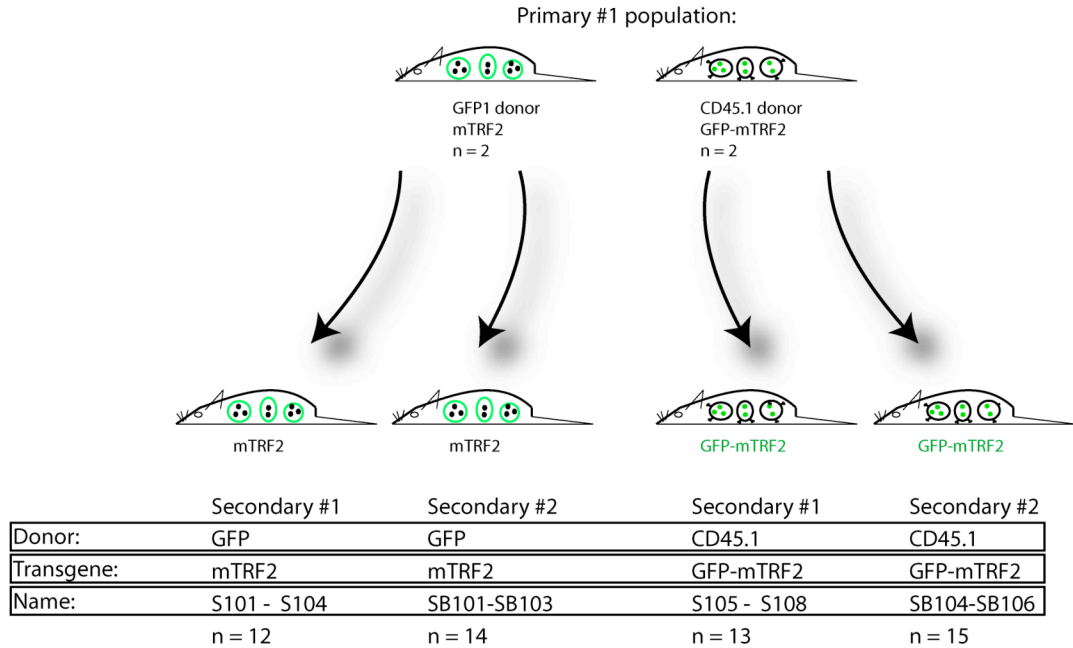 Primary #1 population:
GFP1 donor
mTRF2
n = 2
CD45.1 donor
GFP-mTRF2
n = 2
mTRF2
mTRF2
GFP-mTRF2
GFP-mTRF2
Secondary #1 Secondary #2 Secondary #1 Secondary #2
Donor: GFP GFP CD45.1 CD45.1
Transgene: mTRF2 mTRF2 GFP-mTRF2 GFP-mTRF2
Name: S101 - S104 SB101-SB103 S105 - S108 SB104-SB106
n = 12 n = 14 n = 13 n = 15